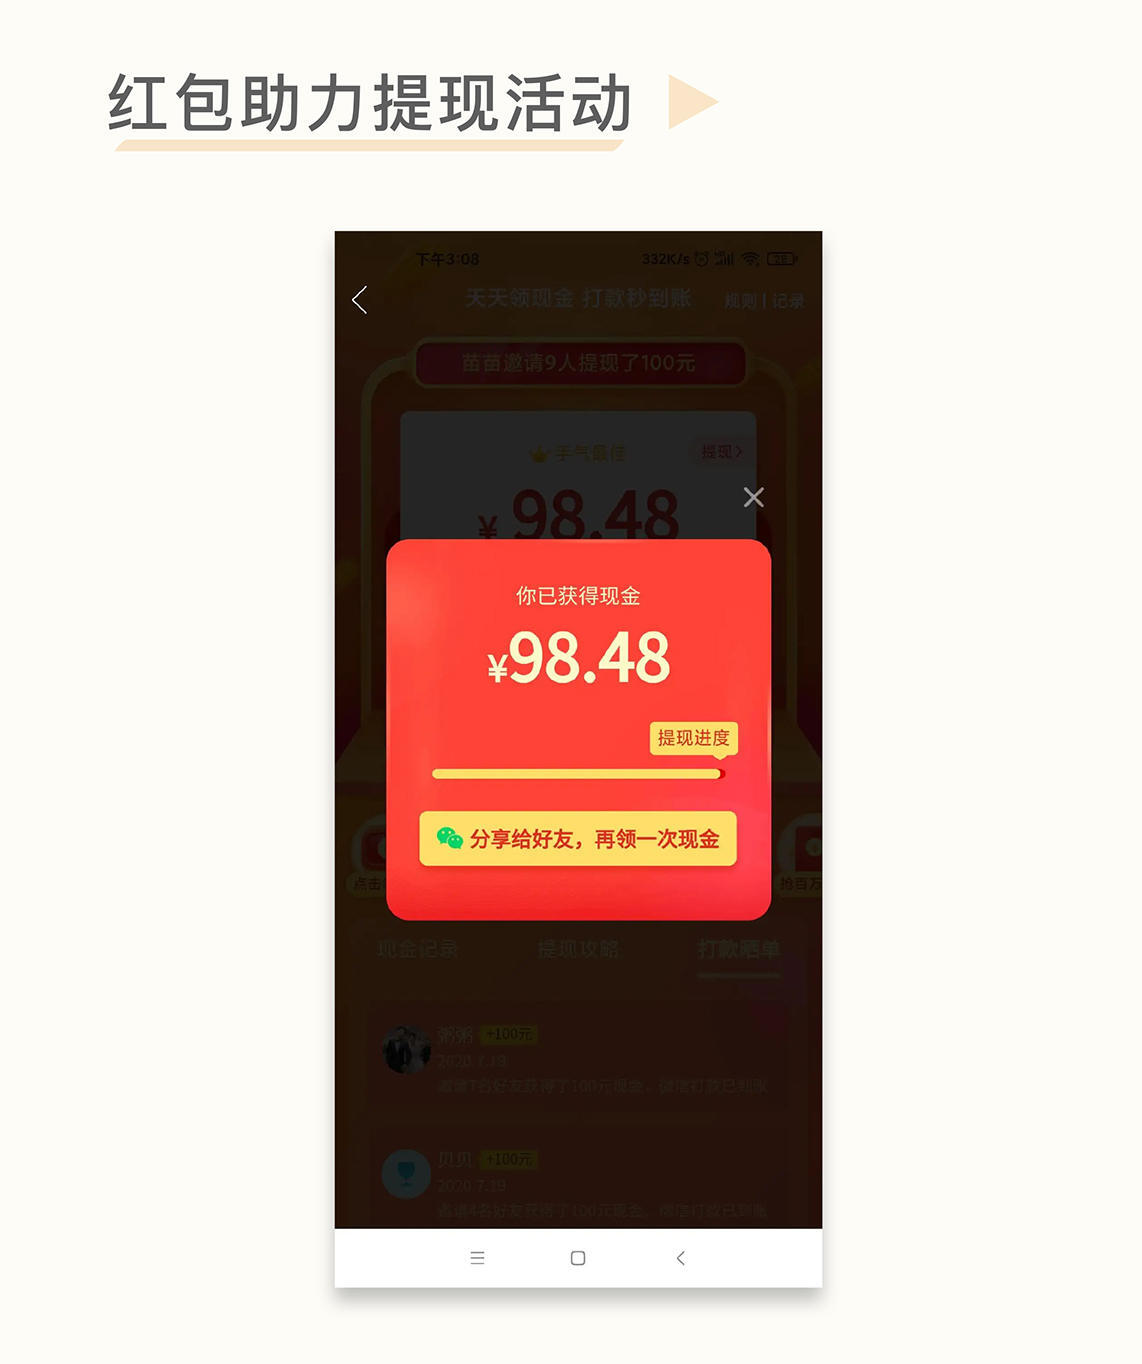 红包助力提现活动
下午3:08 332K/s 28
天天领现金 打款秒到账 规则 | 记录
苗苗邀请9人提现了100元
手气最佳 提现>
¥ 98.48
你已获得现金
¥98.48
提现进度
分享给好友，再领一次现金
点击 抢百万
现金记录 提现攻略 打款晒单
粥粥 +100元
2020.7.19
邀请7名好友获得了100元现金，微信打款已到账
贝贝 +100元
2020.7.19
邀请4名好友获得了100元现金，微信打款已到账